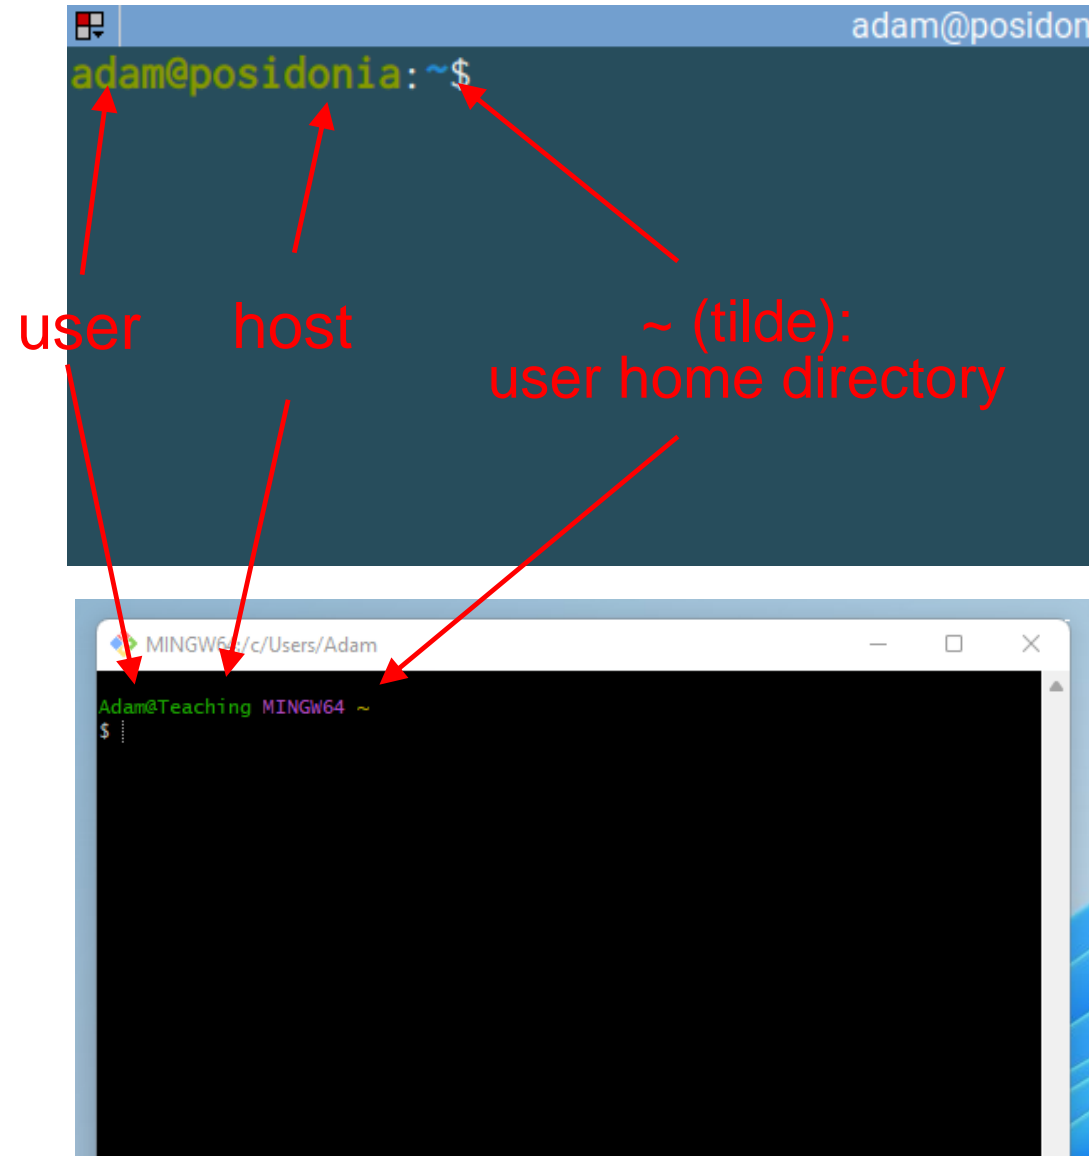 adam@posidon
adam@posidonia:~$
user host ~ (tilde):
user home directory
MINGW64:/c/Users/Adam
Adam@Teaching MINGW64 ~
$